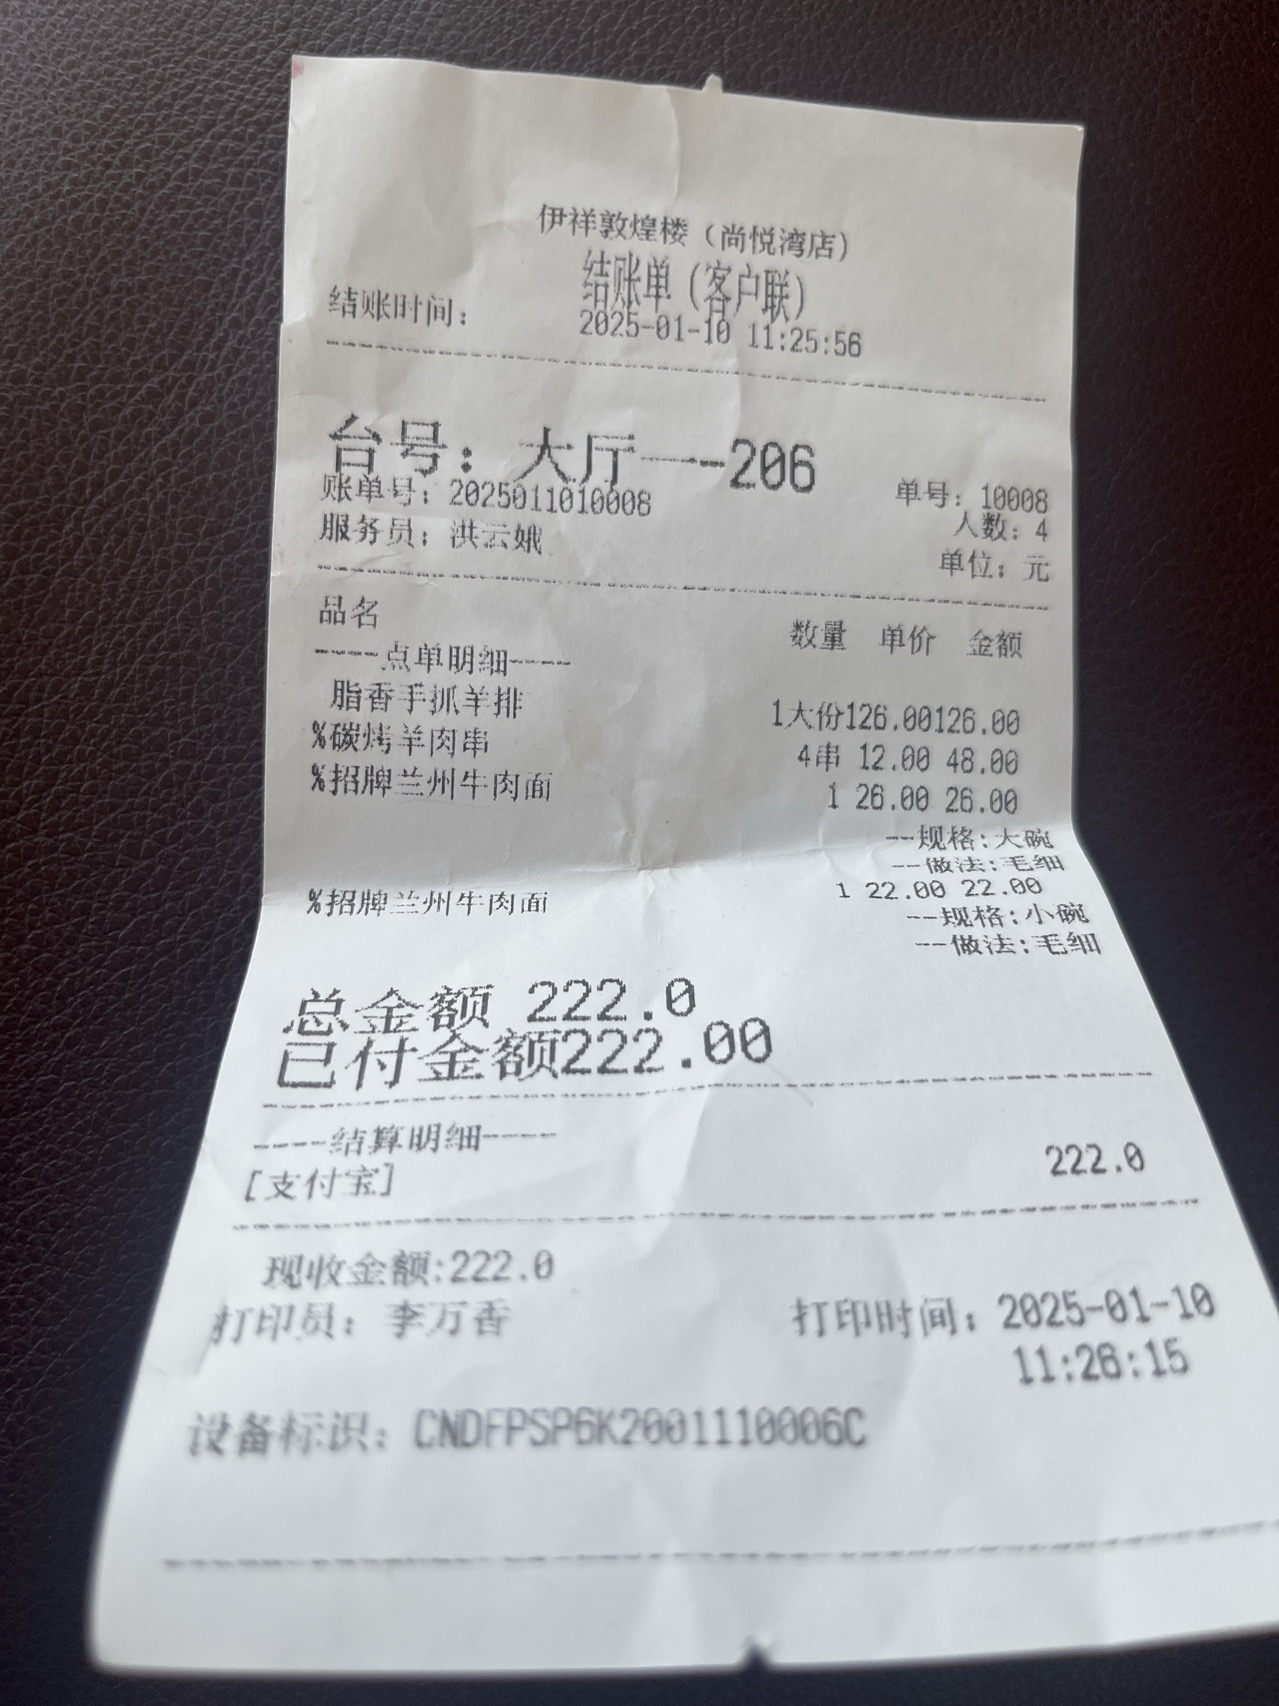 伊祥敦煌楼（尚悦湾店）
结账单（客户联）
结账时间： 2025-01-10 11:25:56
台号：大厅一--206
账单号：2025011010008 单号：10008
服务员：洪云娥 人数：4
单位：元
品名 数量 单价 金额
----点单明细----
脂香手抓羊排 1大份126.00126.00
%碳烤羊肉串 4串 12.00 48.00
%招牌兰州牛肉面 1 26.00 26.00
--规格:大碗
--做法:毛细
%招牌兰州牛肉面 1 22.00 22.00
--规格:小碗
--做法:毛细
总金额 222.0
已付金额222.00
----结算明细----
[支付宝] 222.0
现收金额:222.0
打印员：李万香 打印时间：2025-01-10
11:26:15
设备标识：CNDFPSP6K2001110006C